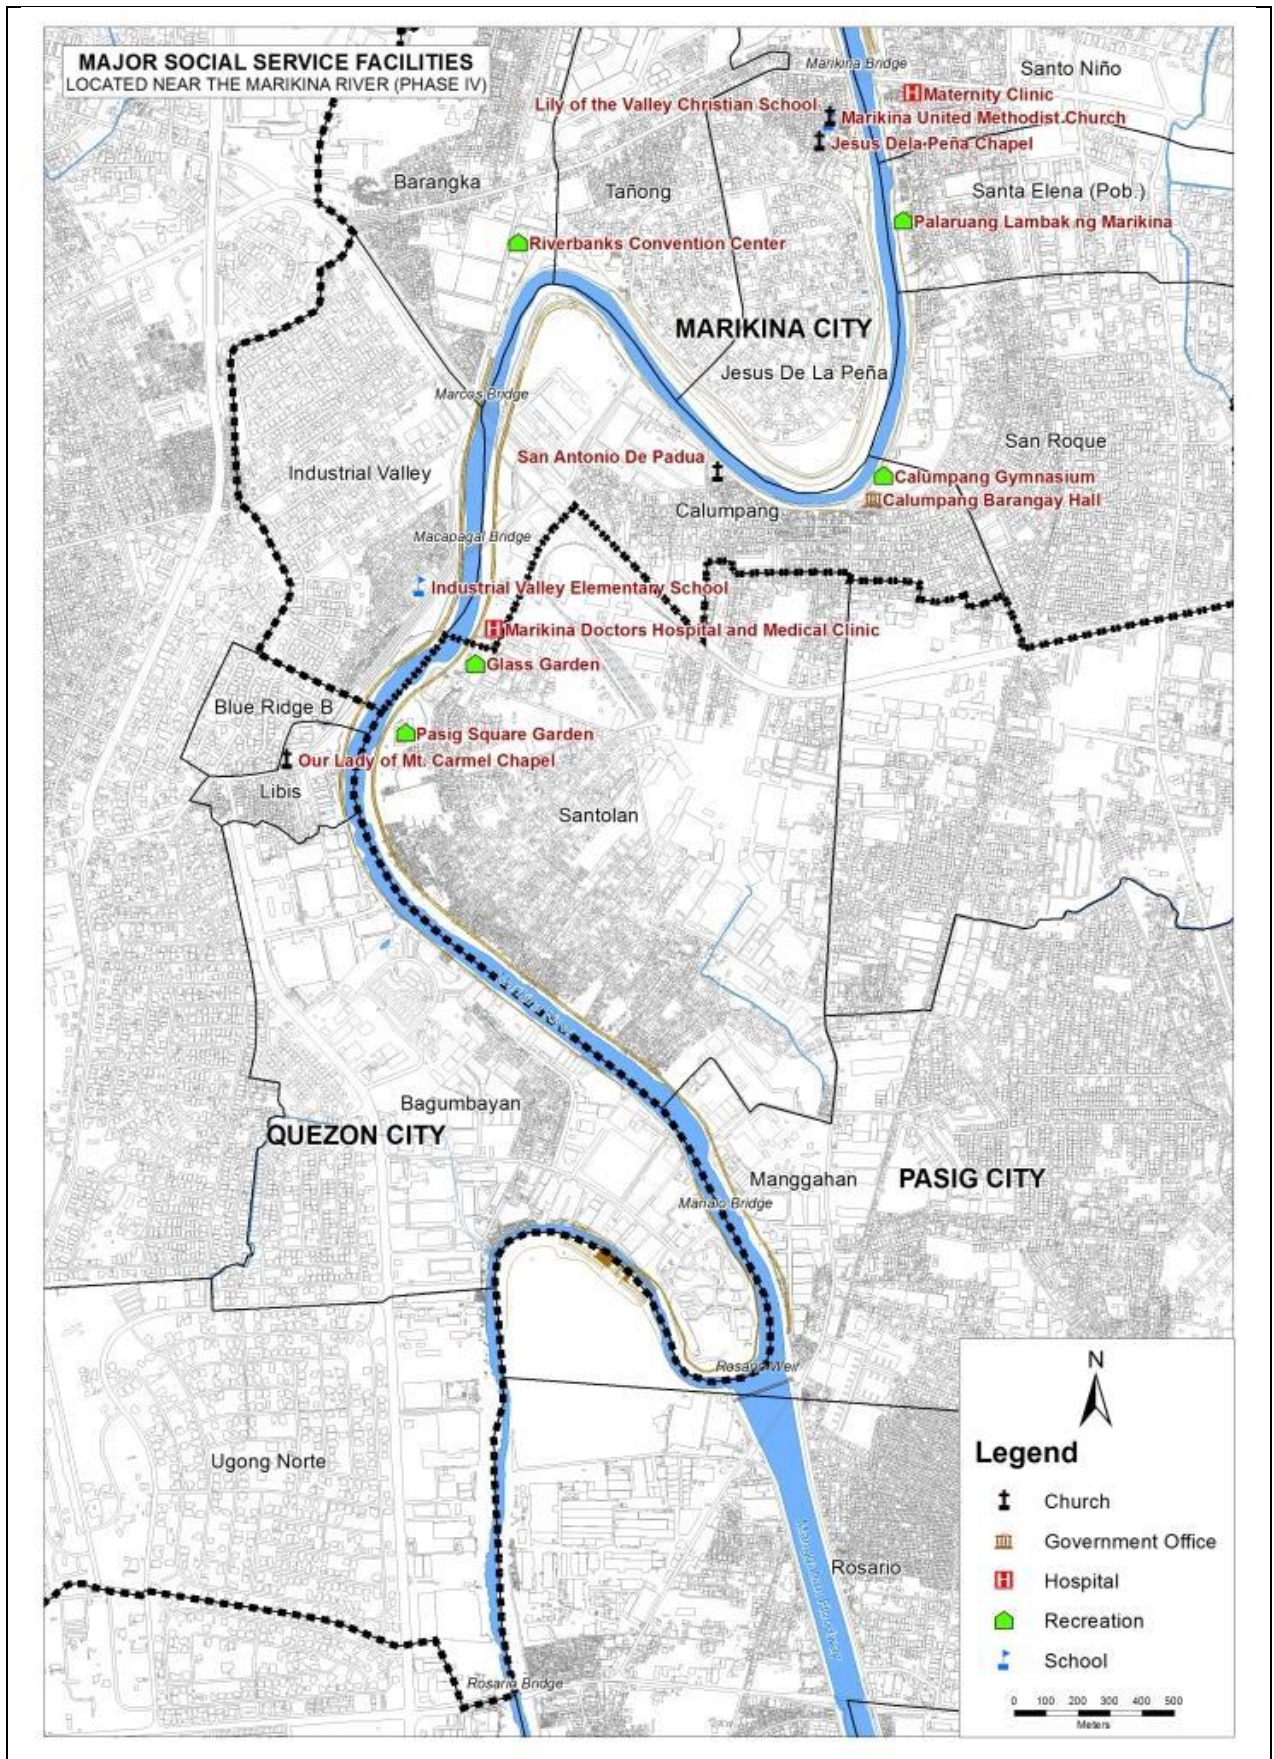 MAJOR SOCIAL SERVICE FACILITIES
LOCATED NEAR THE MARIKINA RIVER (PHASE IV)
Marikina Bridge
Santo Niño
Maternity Clinic
Lily of the Valley Christian School
Marikina United Methodist Church
Jesus Dela Peña Chapel
Barangka
Tañong
Santa Elena (Pob.)
Palaruang Lambak ng Marikina
Riverbanks Convention Center
MARIKINA CITY
Jesus De La Peña
Marcos Bridge
San Roque
San Antonio De Padua
Industrial Valley
Calumpang Gymnasium
Calumpang Barangay Hall
Calumpang
Macapagal Bridge
Industrial Valley Elementary School
Marikina Doctors Hospital and Medical Clinic
Glass Garden
Blue Ridge B
Pasig Square Garden
Our Lady of Mt. Carmel Chapel
Libis
Santolan
Bagumbayan
QUEZON CITY
Manggahan
PASIG CITY
Manalo Bridge
Rosario Weir
Ugong Norte
Rosario
Rosario Bridge
N
Legend
Church
Government Office
Hospital
Recreation
School
0 100 200 300 400 500
Meters